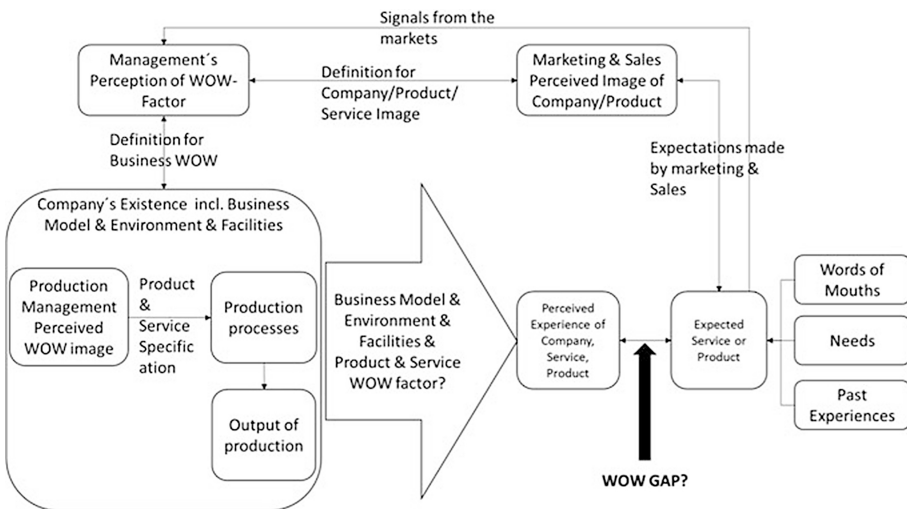 Signals from the
markets
Management´s
Perception of WOW-
Factor
Definition for
Company/Product/
Service Image
Marketing & Sales
Perceived Image of
Company/Product
Definition for
Business WOW
Expectations made
by marketing &
Sales
Company´s Existence incl. Business
Model & Environment & Facilities
Production
Management
Perceived
WOW image
Product
&
Service
Specific
ation
Production
processes
Output of
production
Business Model &
Environment &
Facilities &
Product & Service
WOW factor?
Perceived
Experience of
Company,
Service,
Product
Expected
Service or
Product
Words of
Mouths
Needs
Past
Experiences
WOW GAP?